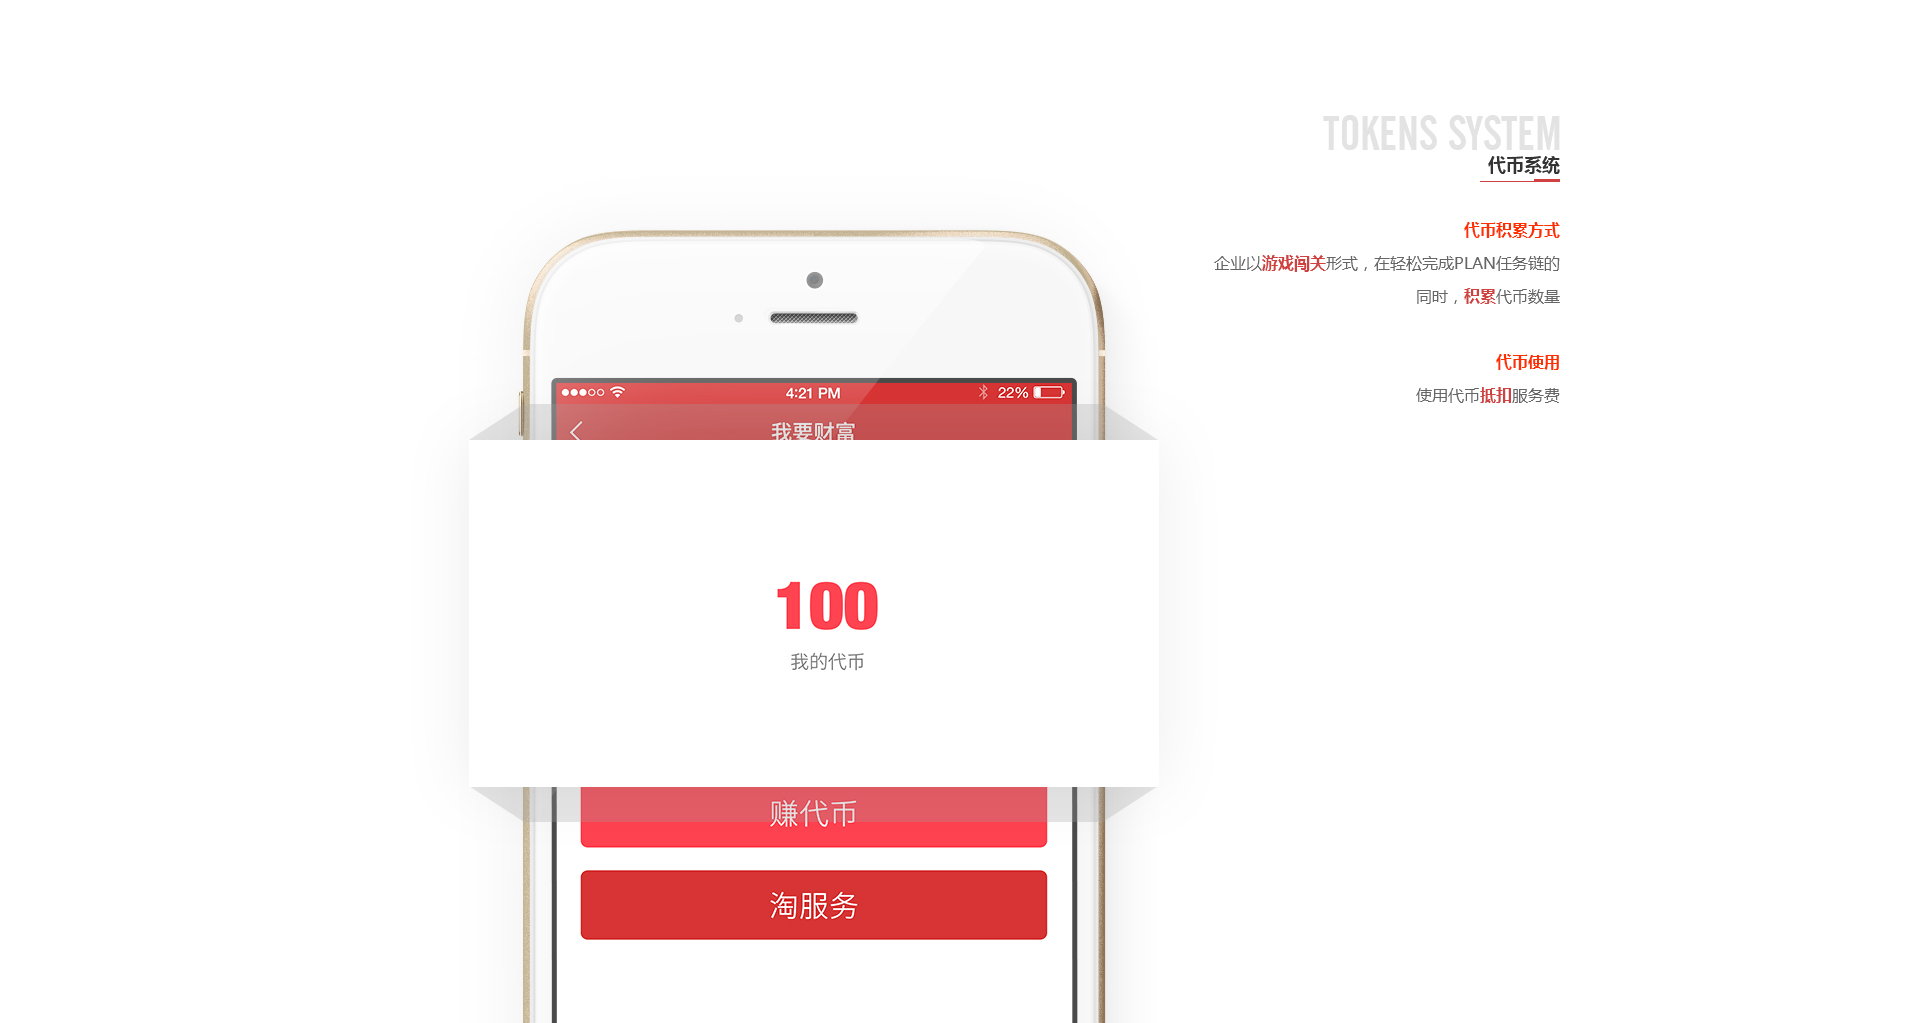 TOKENS SYSTEM
代币系统
代币积累方式
企业以游戏闯关形式，在轻松完成PLAN任务链的
同时，积累代币数量
代币使用
使用代币抵扣服务费
4:21 PM
22%
我要财富
100
我的代币
赚代币
淘服务